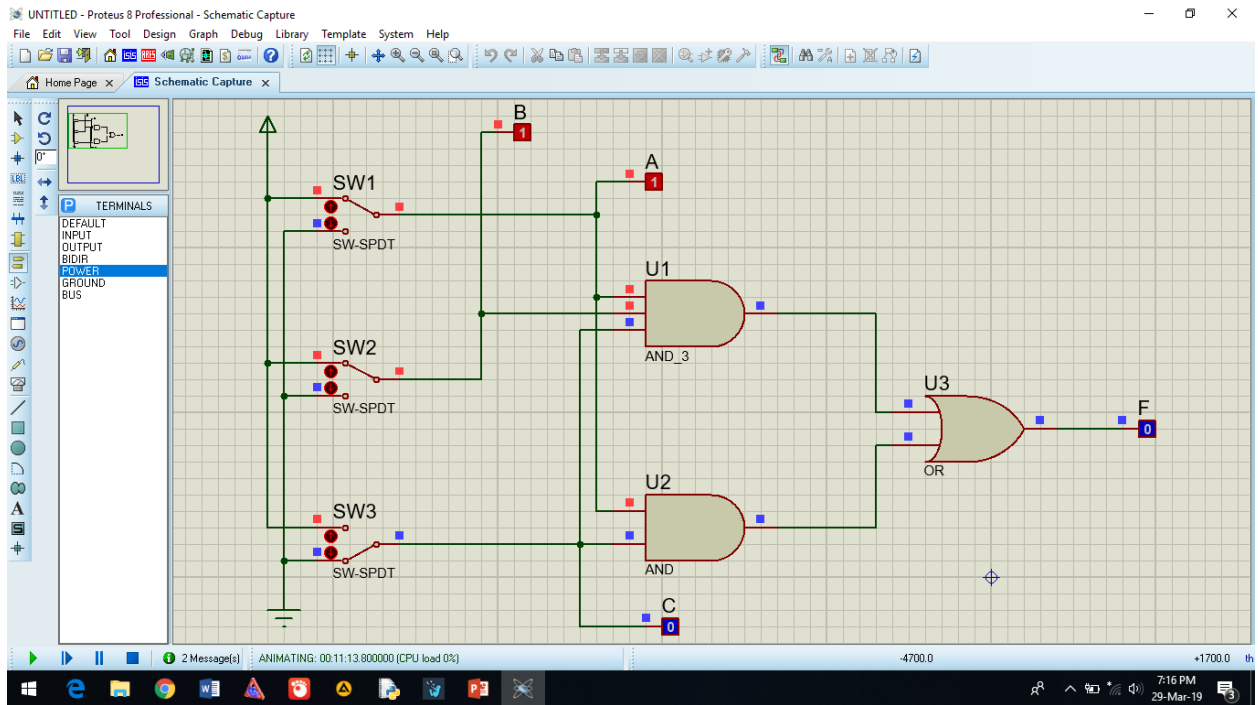 UNTITLED - Proteus 8 Professional - Schematic Capture
File Edit View Tool Design Graph Debug Library Template System Help
Home Page x
Schematic Capture x
0°
LBL
P TERMINALS
DEFAULT
INPUT
OUTPUT
BIDIR
POWER
GROUND
BUS
A
S
B
1
A
1
SW1
SW-SPDT
U1
AND_3
SW2
SW-SPDT
U3
OR
F
0
U2
AND
SW3
SW-SPDT
C
0
2 Message(s)
ANIMATING: 00:11:13.800000 (CPU load 0%)
-4700.0
+1700.0
th
7:16 PM
29-Mar-19
3